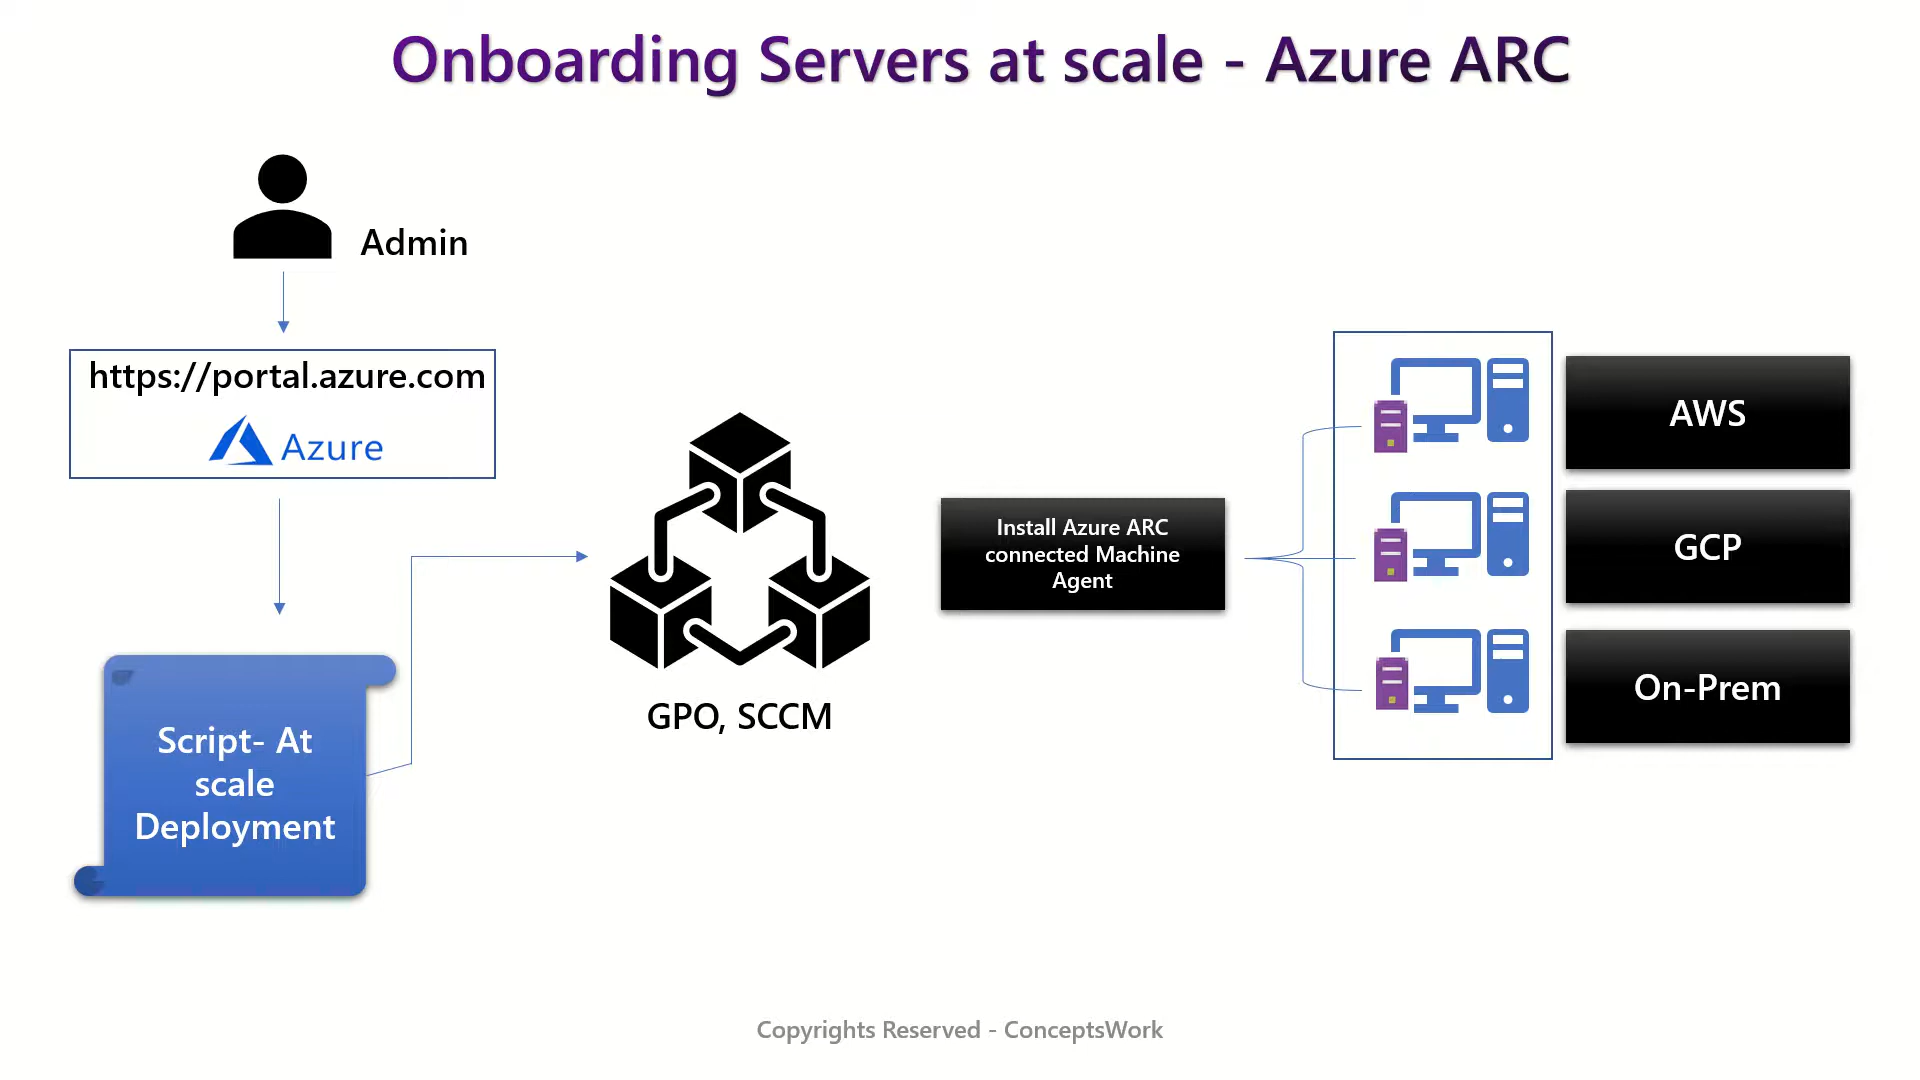 Onboarding Servers at scale - Azure ARC
Admin
https://portal.azure.com
Azure
Script- At
scale
Deployment
GPO, SCCM
Install Azure ARC
connected Machine
Agent
AWS
GCP
On-Prem
Copyrights Reserved - ConceptsWork